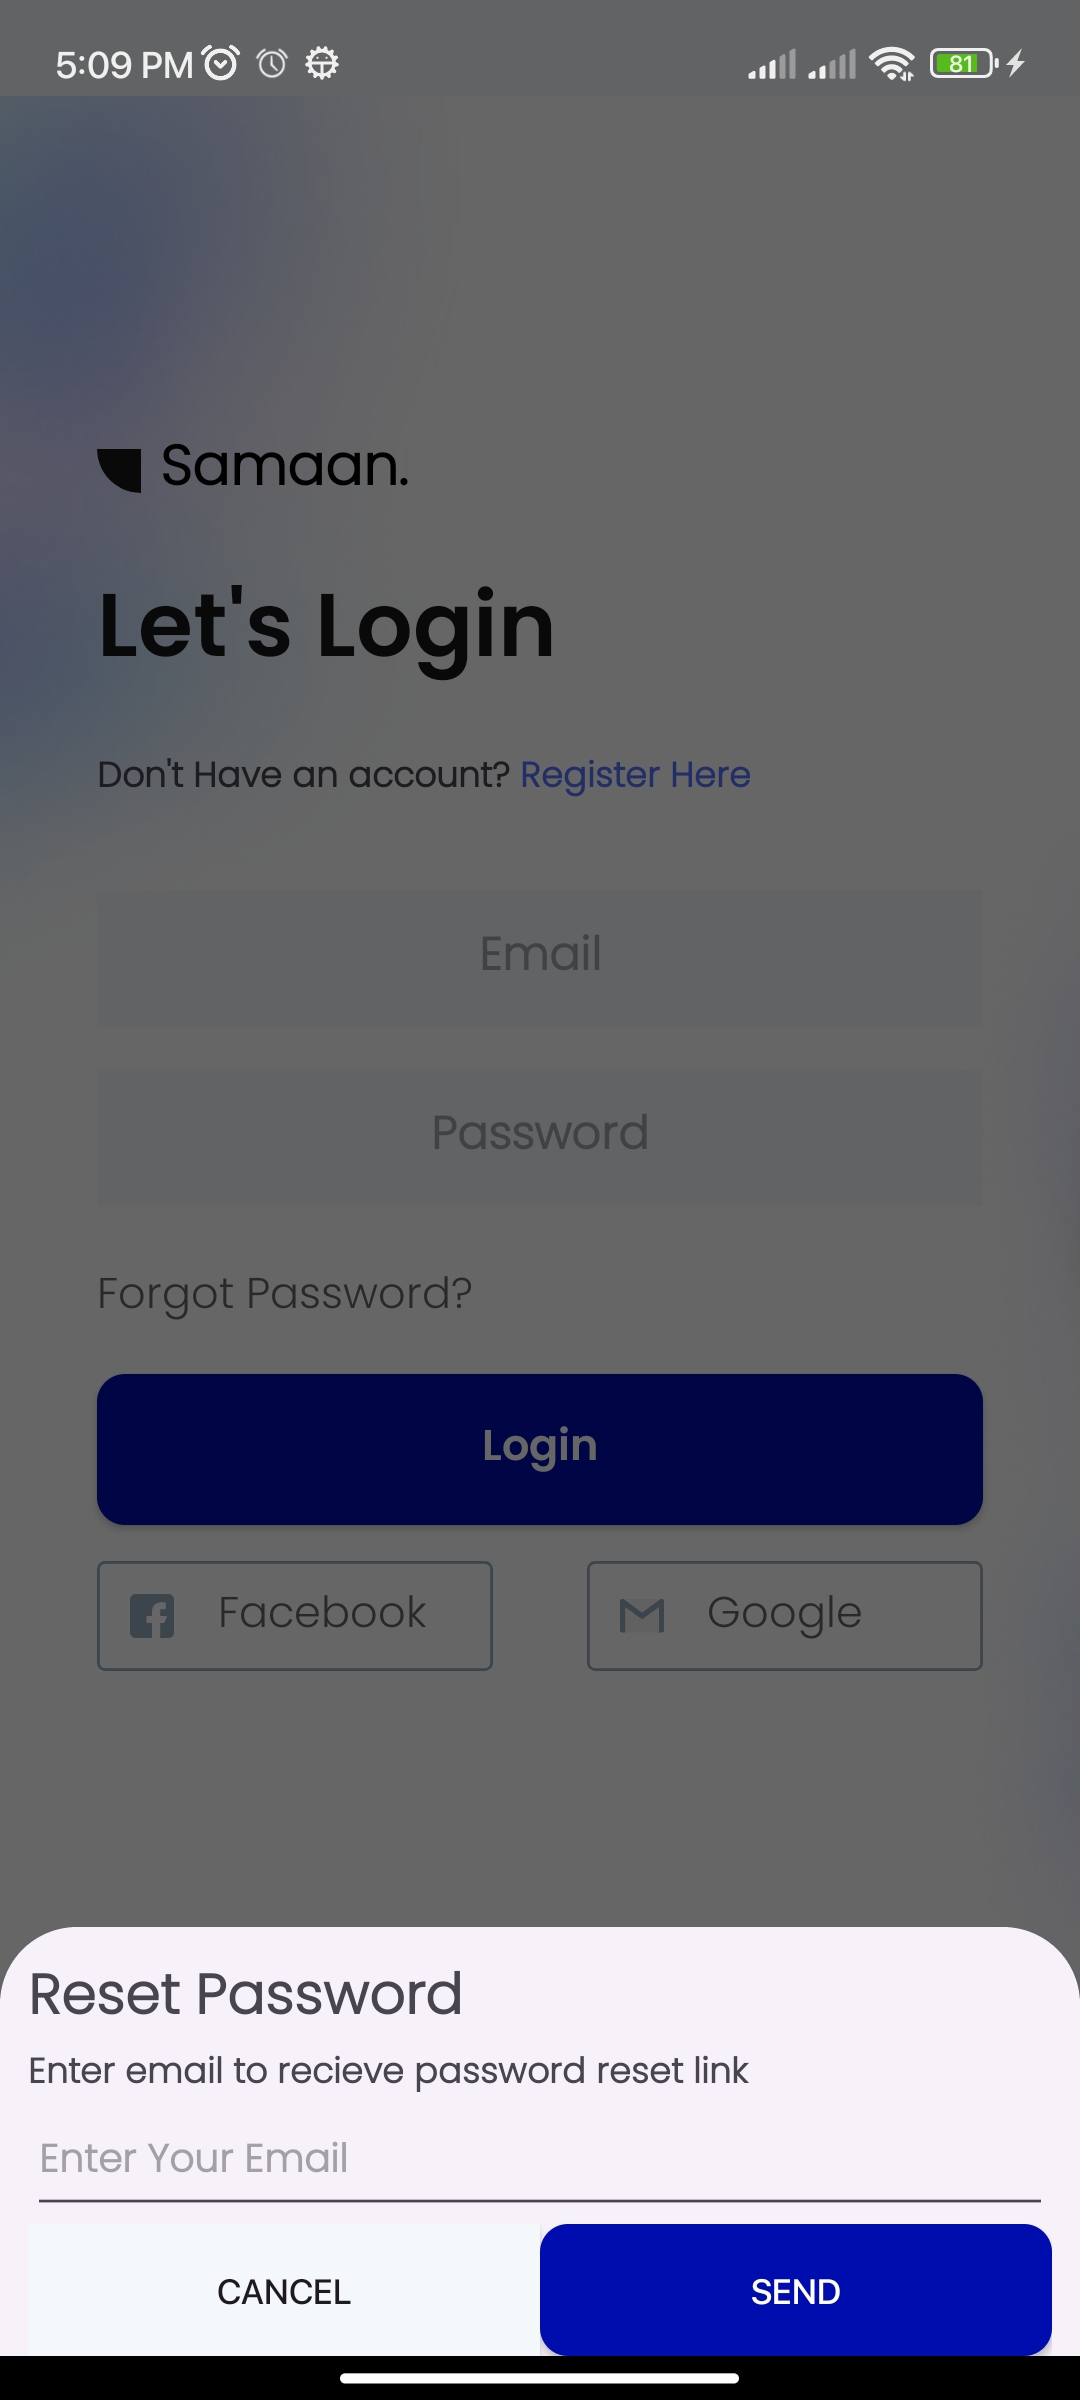 5:09 PM
81
Samaan.
Let's Login
Don't Have an account? Register Here
Email
Password
Forgot Password?
Login
Facebook
Google
Reset Password
Enter email to recieve password reset link
Enter Your Email
CANCEL
SEND